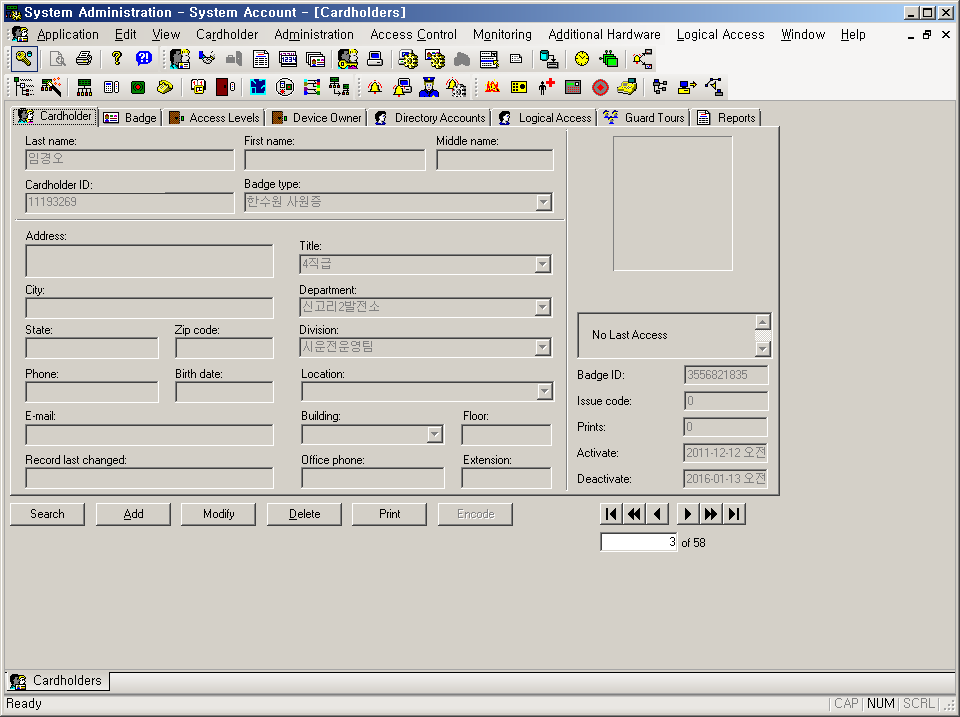 System Administration - System Account - [Cardholders]
Application Edit View Cardholder Administration Access Control Monitoring Additional Hardware Logical Access Window Help
Cardholder Badge Access Levels Device Owner Directory Accounts Logical Access Guard Tours Reports
Last name: First name: Middle name:
임경오
Cardholder ID: Badge type:
11193269 한수원 사원증
Address: Title:
4직급
City: Department:
신고리2발전소
State: Zip code: Division:
시운전운영팀
No Last Access
Phone: Birth date: Location:
Badge ID: 3556821835
Issue code: 0
E-mail: Building: Floor:
Prints: 0
Activate: 2011-12-12 오전
Record last changed: Office phone: Extension:
Deactivate: 2016-01-13 오전
Search Add Modify Delete Print Encode
3 of 58
Cardholders
Ready CAP NUM SCRL